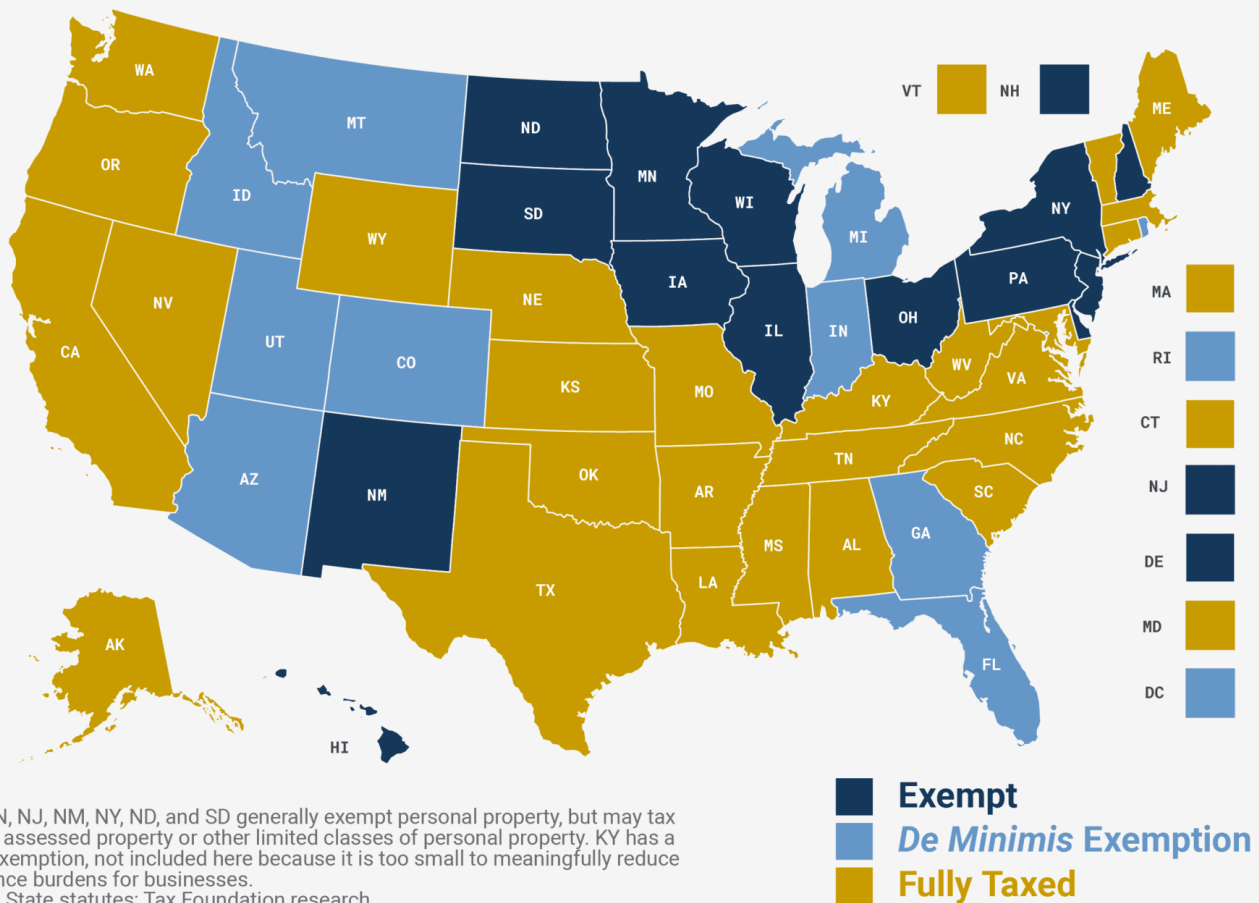 WA
MT
ND
MN
VT
NH
ME
OR
ID
SD
WI
NY
WY
MI
IA
PA
NE
MA
NV
UT
CO
IL
IN
OH
RI
CA
KS
MO
WV
VA
KY
CT
AZ
NM
OK
AR
TN
NC
SC
NJ
MS
AL
GA
DE
TX
LA
MD
AK
FL
DC
HI
N, NJ, NM, NY, ND, and SD generally exempt personal property, but may tax
assessed property or other limited classes of personal property. KY has a
exemption, not included here because it is too small to meaningfully reduce
nce burdens for businesses.
State statutes; Tax Foundation research
Exempt
De Minimis Exemption
Fully Taxed